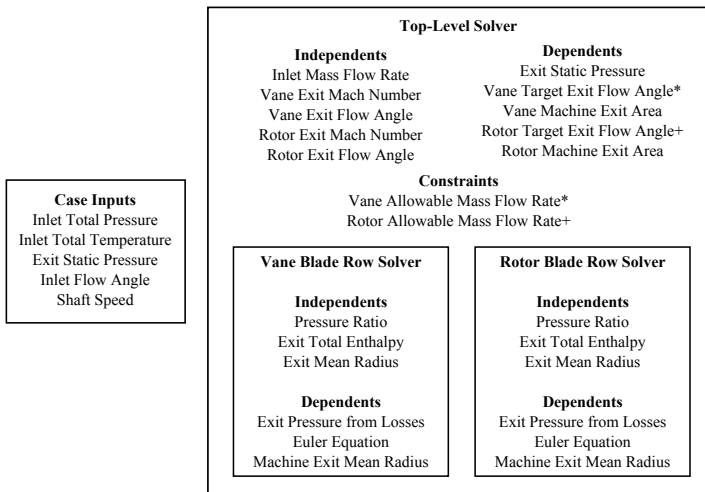 Top-Level Solver
Independents
Inlet Mass Flow Rate
Vane Exit Mach Number
Vane Exit Flow Angle
Rotor Exit Mach Number
Rotor Exit Flow Angle
Dependents
Exit Static Pressure
Vane Target Exit Flow Angle*
Vane Machine Exit Area
Rotor Target Exit Flow Angle+
Rotor Machine Exit Area
Constraints
Vane Allowable Mass Flow Rate*
Rotor Allowable Mass Flow Rate+
Case Inputs
Inlet Total Pressure
Inlet Total Temperature
Exit Static Pressure
Inlet Flow Angle
Shaft Speed
Vane Blade Row Solver
Independents
Pressure Ratio
Exit Total Enthalpy
Exit Mean Radius
Dependents
Exit Pressure from Losses
Euler Equation
Machine Exit Mean Radius
Rotor Blade Row Solver
Independents
Pressure Ratio
Exit Total Enthalpy
Exit Mean Radius
Dependents
Exit Pressure from Losses
Euler Equation
Machine Exit Mean Radius